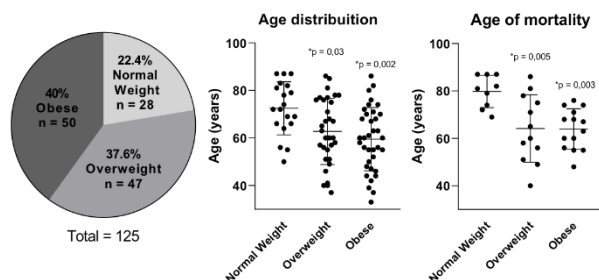 22.4%
Normal
Weight
n = 28
40%
Obese
n = 50
37.6%
Overweight
n = 47
Total = 125
Age distribuition
*p = 0,03
*p = 0,002
Age (years)
100
80
60
40
Normal Weight
Overweight
Obese
Age of mortality
*p = 0,005
*p = 0,003
Age (years)
100
80
60
40
Normal Weight
Overweight
Obese